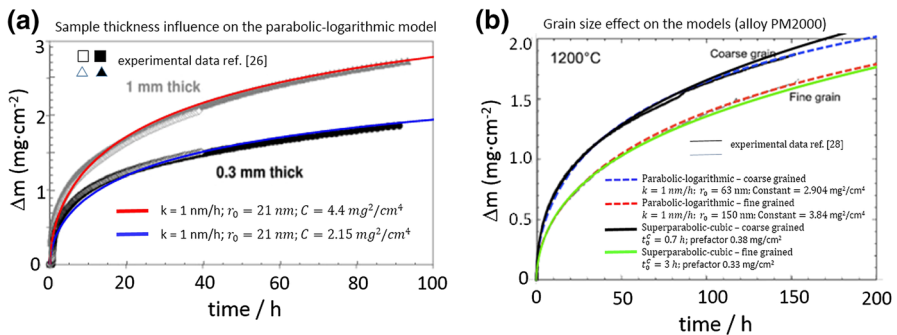 (a)
Sample thickness influence on the parabolic-logarithmic model
3
2
1
0
Δm (mg·cm⁻²)
experimental data ref. [26]
1 mm thick
0.3 mm thick
k = 1 nm/h; r₀ = 21 nm; C = 4.4 mg²/cm⁴
k = 1 nm/h; r₀ = 21 nm; C = 2.15 mg²/cm⁴
0 20 40 60 80 100
time / h
(b)
Grain size effect on the models (alloy PM2000)
2.0
1.5
1.0
0.5
0.0
Δm (mg·cm⁻²)
1200°C
Coarse grain
Fine grain
experimental data ref. [28]
Parabolic-logarithmic – coarse grained
k = 1 nm/h: r₀ = 63 nm: Constant = 2.904 mg²/cm⁴
Parabolic-logarithmic – fine grained
k = 1 nm/h: r₀ = 150 nm: Constant = 3.84 mg²/cm⁴
Superparabolic-cubic – coarse grained
t₀ᶜ = 0.7 h; prefactor 0.38 mg/cm²
Superparabolic-cubic – fine grained
t₀ᶜ = 3 h; prefactor 0.33 mg/cm²
0 50 100 150 200
time / h